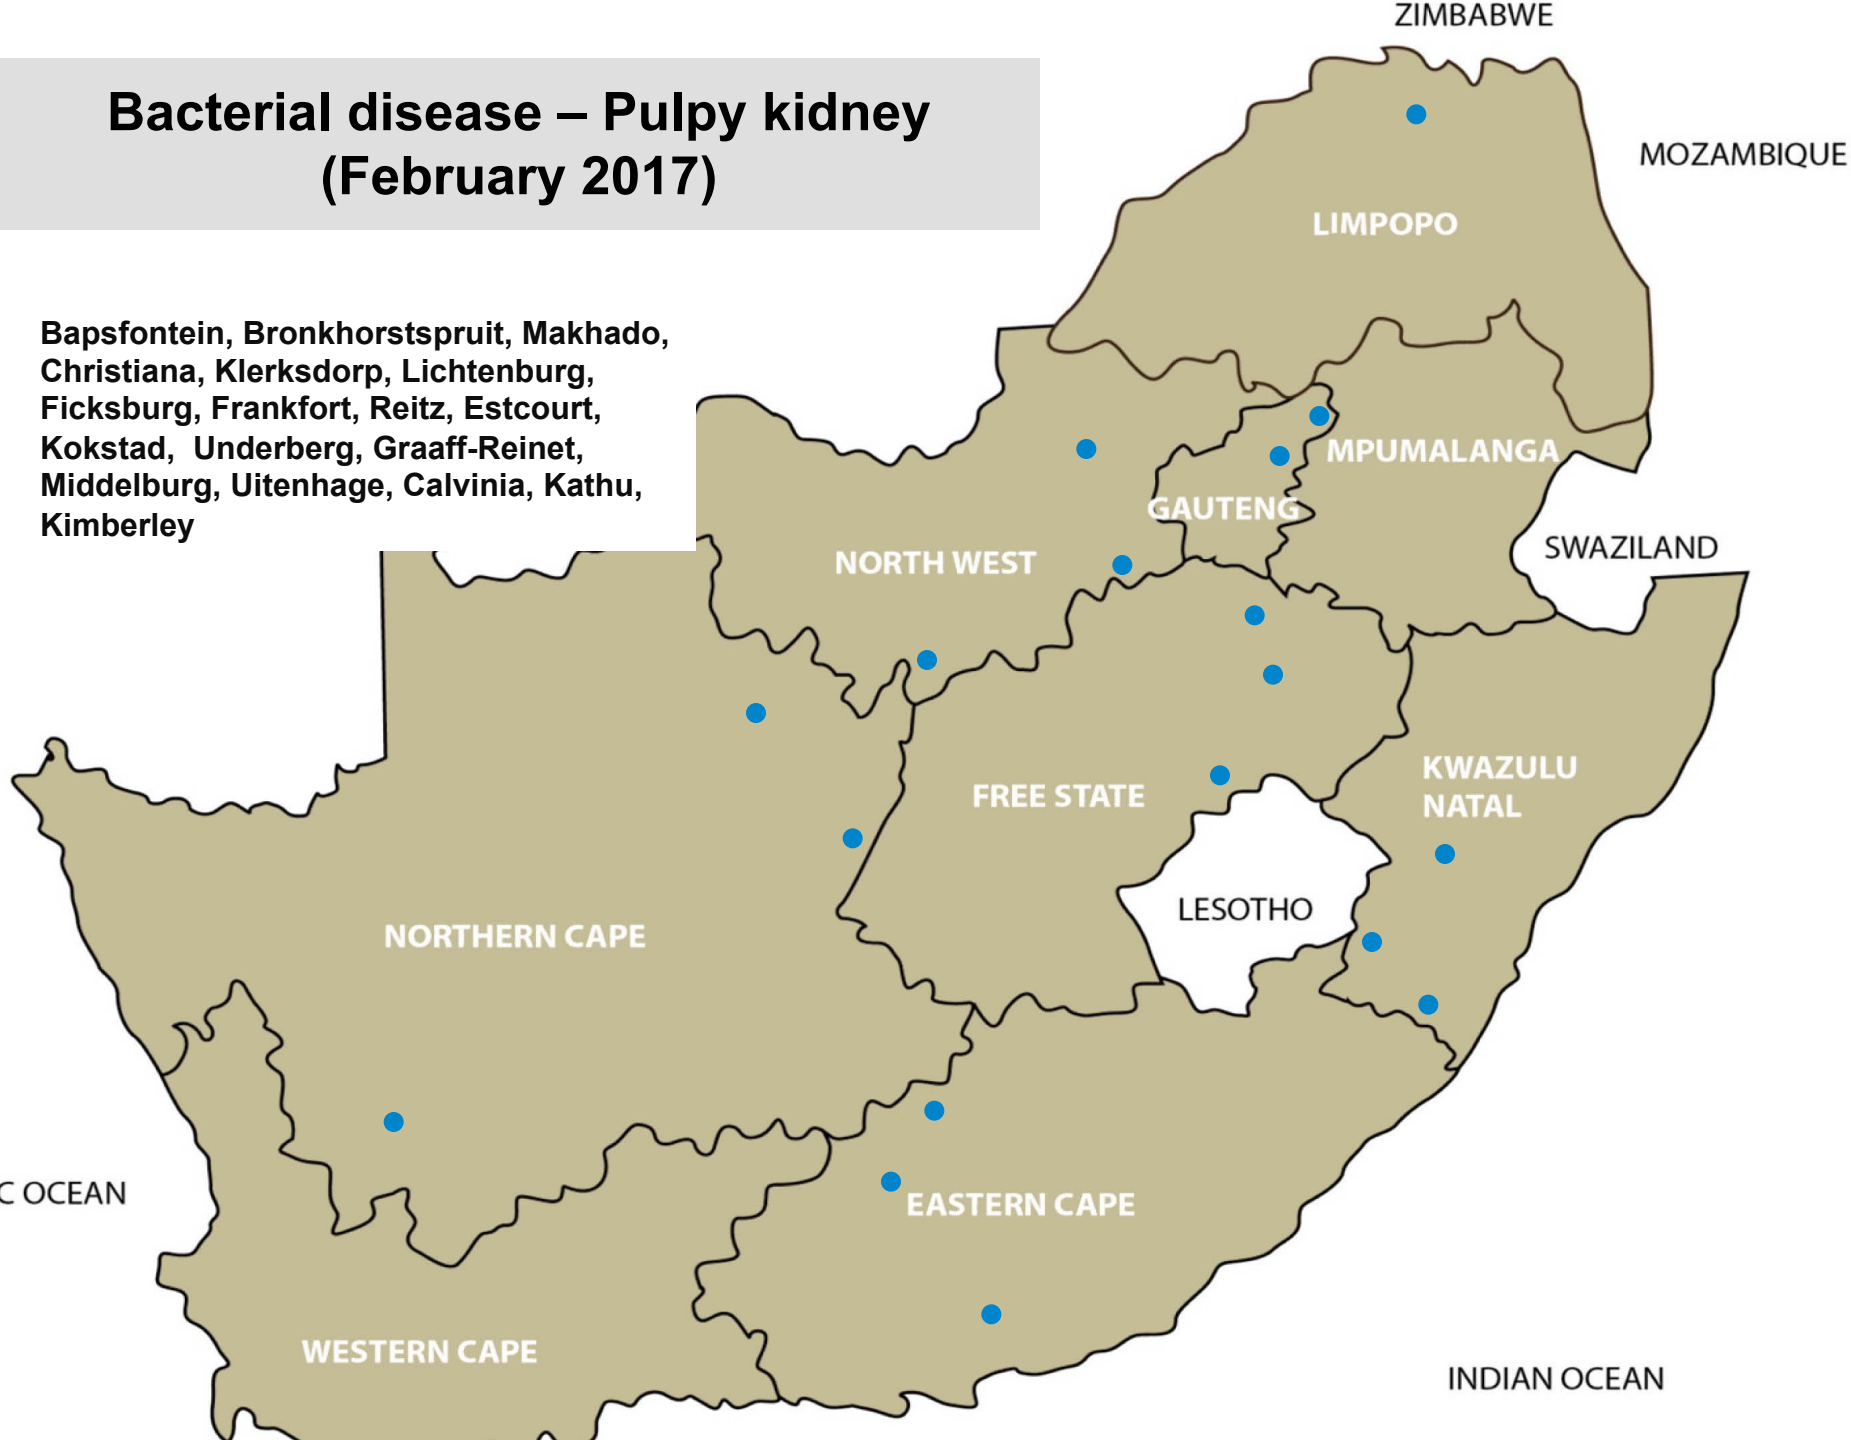 ZIMBABWE
Bacterial disease – Pulpy kidney
(February 2017)
MOZAMBIQUE
LIMPOPO
Bapsfontein, Bronkhorstspruit, Makhado,
Christiana, Klerksdorp, Lichtenburg,
Ficksburg, Frankfort, Reitz, Estcourt,
Kokstad, Underberg, Graaff-Reinet,
Middelburg, Uitenhage, Calvinia, Kathu,
Kimberley
MPUMALANGA
GAUTENG
NORTH WEST
SWAZILAND
KWAZULU
NATAL
FREE STATE
LESOTHO
NORTHERN CAPE
C OCEAN
EASTERN CAPE
WESTERN CAPE
INDIAN OCEAN